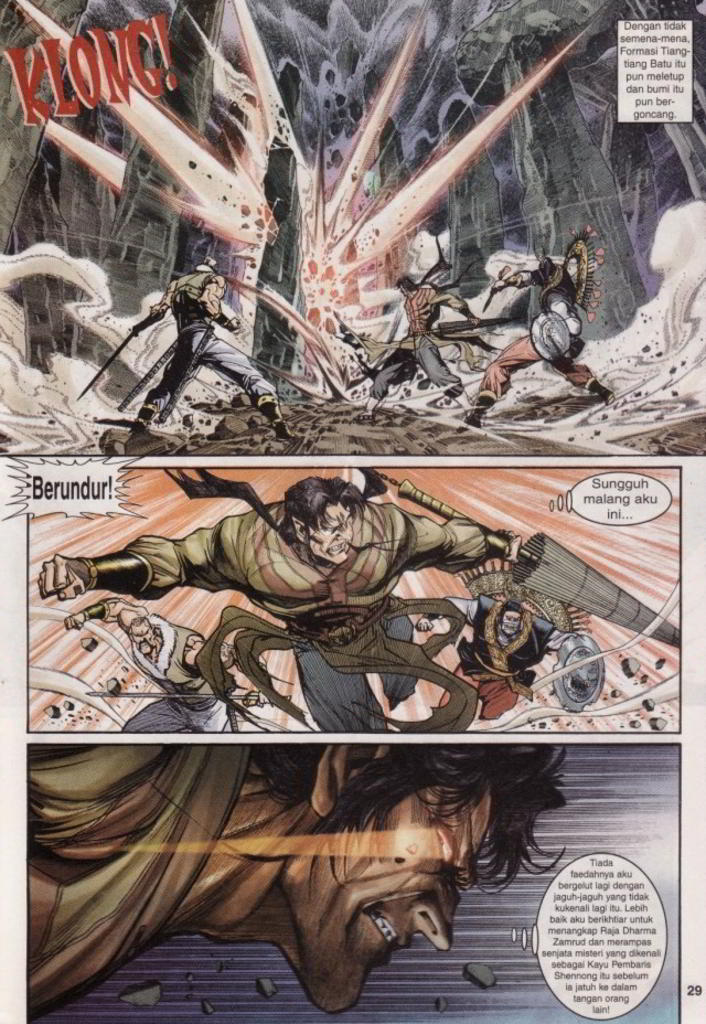 KLONG!
Dengan tidak
semena-mena,
Formasi Tiang-
tiang Batu itu
pun meletup
dan bumi itu
pun ber-
goncang.
Berundur!
Sungguh
malang aku
ini...
Tiada
faedahnya aku
bergelut lagi dengan
jaguh-jaguh yang tidak
kukenali lagi itu. Lebih
baik aku berikhtiar untuk
menangkap Raja Dharma
Zamrud dan merampas
senjata misteri yang dikenali
sebagai Kayu Pembaris
Shennong itu sebelum
ia jatuh ke dalam
tangan orang
lain!
29